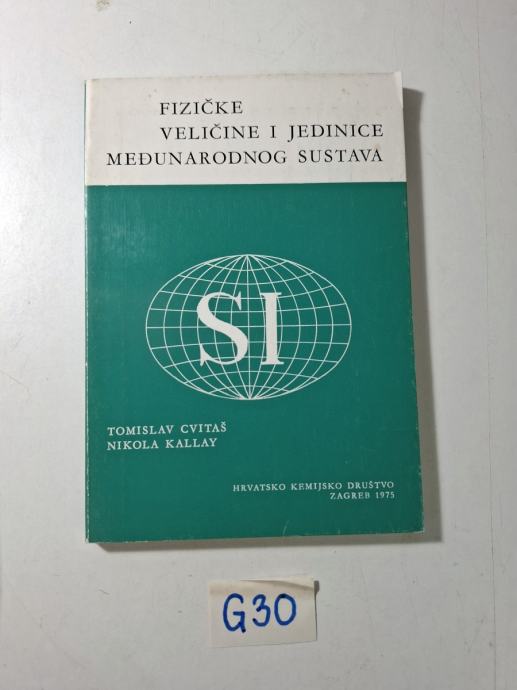 FIZIČKE
VELIČINE I JEDINICE
MEĐUNARODNOG SUSTAVA
SI
TOMISLAV CVITAŠ
NIKOLA KALLAY
HRVATSKO KEMIJSKO DRUŠTVO
ZAGREB 1975
G30